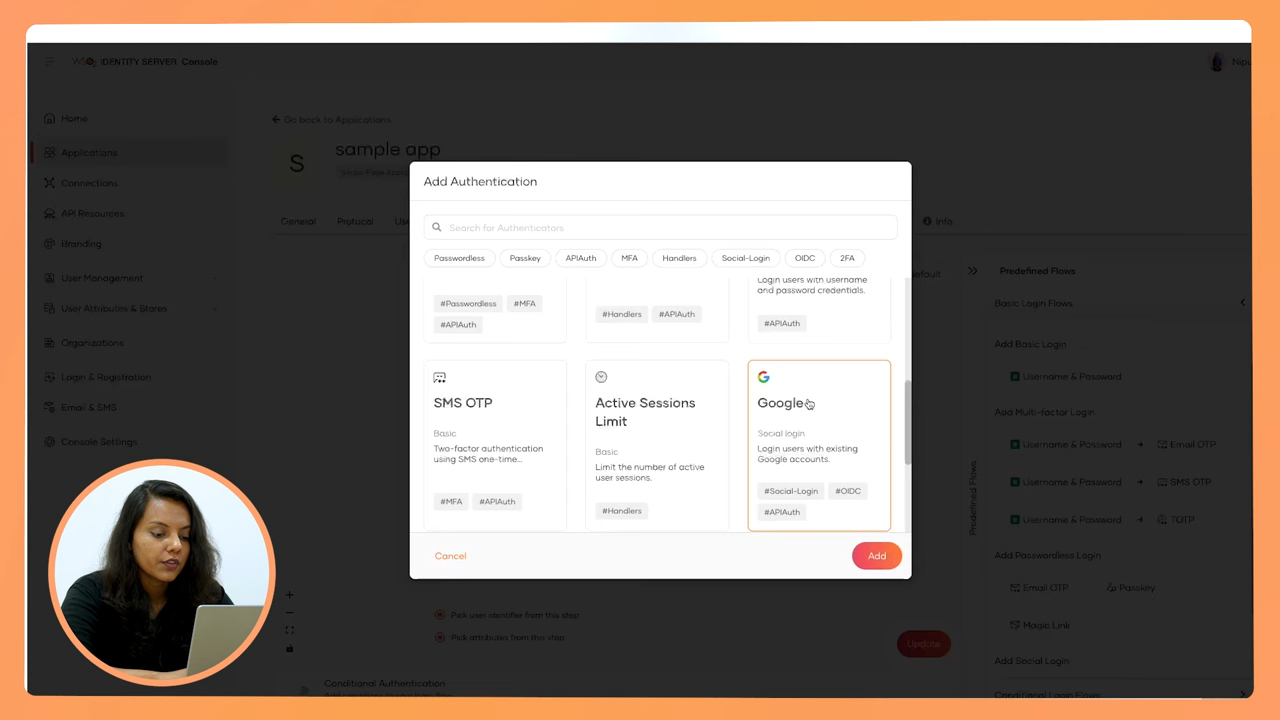 WSO2 IDENTITY SERVER Console
Nipu
Home
Applications
Connections
API Resources
Branding
User Management
User Attributes & Stores
Organizations
Login & Registration
Email & SMS
Console Settings
Go back to Applications
S
sample app
General
Protocol
Use
Info
Add Authentication
Search for Authenticators
Passwordless
Passkey
APIAuth
MFA
Handlers
Social-Login
OIDC
2FA
#Passwordless
#MFA
#APIAuth
#Handlers
#APIAuth
Login users with username
and password credentials.
#APIAuth
SMS OTP
Basic
Two-factor authentication
using SMS one-time...
#MFA
#APIAuth
Active Sessions
Limit
Basic
Limit the number of active
user sessions.
#Handlers
Google
Social login
Login users with existing
Google accounts.
#Social-Login
#OIDC
#APIAuth
Cancel
Add
Pick user identifier from this step
Pick attributes from this step
Update
Conditional Authentication
efault
Predefined Flows
Predefined Flows
Basic Login Flows
Add Basic Login
Username & Password
Add Multi-factor Login
Username & Password
Email OTP
Username & Password
SMS OTP
Username & Password
TOTP
Add Passwordless Login
Email OTP
Passkey
Magic Link
Add Social Login
Conditional Login Flows